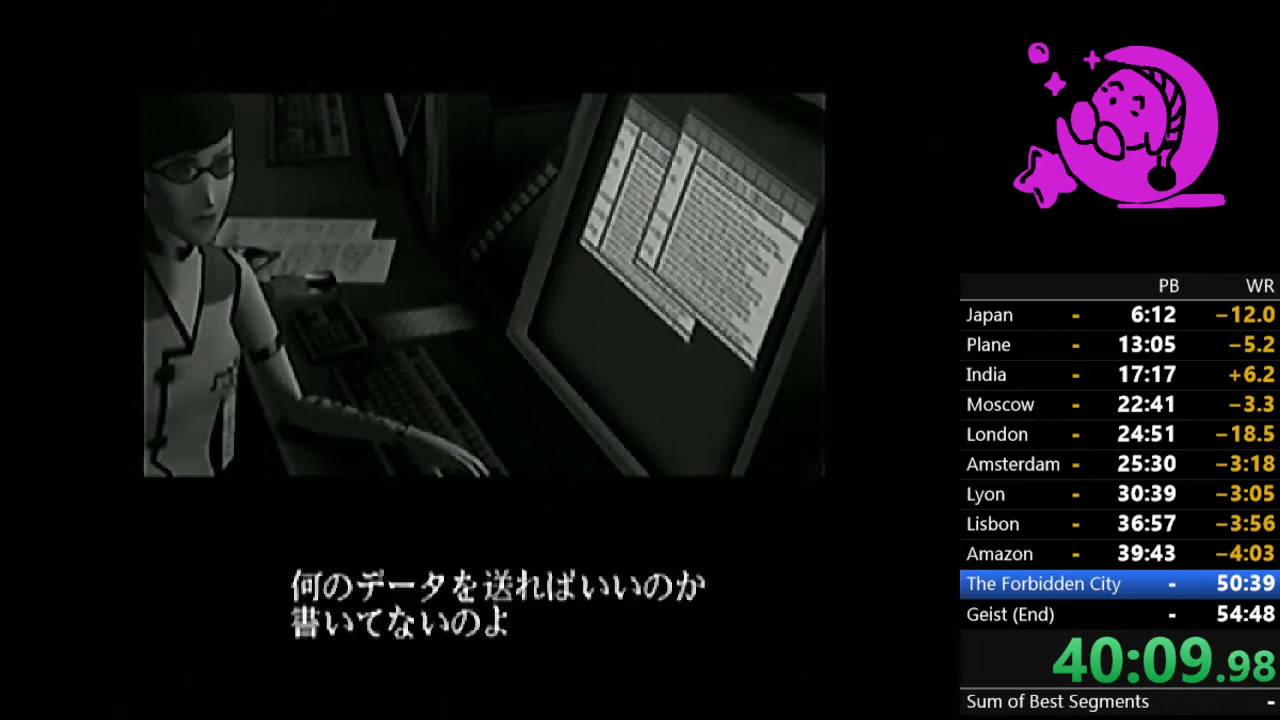 何のデータを送ればいいのか
書いてないのよ
PB WR
Japan - 6:12 −12.0
Plane - 13:05 −5.2
India - 17:17 +6.2
Moscow - 22:41 −3.3
London - 24:51 −18.5
Amsterdam - 25:30 −3:18
Lyon - 30:39 −3:05
Lisbon - 36:57 −3:56
Amazon - 39:43 −4:03
The Forbidden City - 50:39
Geist (End) - 54:48
40:09.98
Sum of Best Segments -